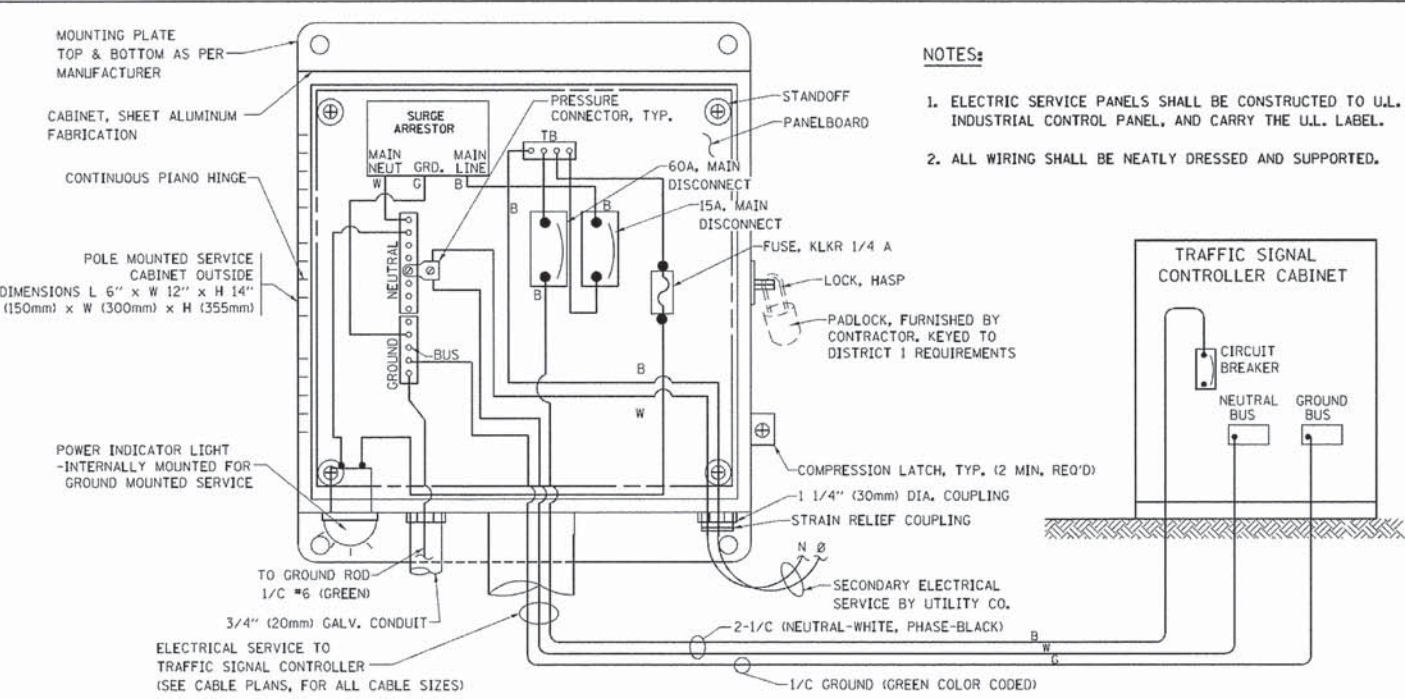 MOUNTING PLATE
TOP & BOTTOM AS PER
MANUFACTURER
CABINET, SHEET ALUMINUM
FABRICATION
CONTINUOUS PIANO HINGE
POLE MOUNTED SERVICE
CABINET OUTSIDE
DIMENSIONS L 6" x W 12" x H 14"
(150mm) x W (300mm) x H (355mm)
POWER INDICATOR LIGHT
-INTERNALLY MOUNTED FOR
GROUND MOUNTED SERVICE
SURGE
ARRESTOR
MAIN
NEUT
GRD.
MAIN
LINE
W
G
B
NEUTRAL
GROUND
BUS
PRESSURE
CONNECTOR, TYP.
TB
B
B
B
B
W
STANDOFF
PANELBOARD
60A, MAIN
DISCONNECT
15A, MAIN
DISCONNECT
FUSE, KLKR 1/4 A
LOCK, HASP
PADLOCK, FURNISHED BY
CONTRACTOR, KEYED TO
DISTRICT 1 REQUIREMENTS
COMPRESSION LATCH, TYP. (2 MIN. REQ'D)
1 1/4" (30mm) DIA. COUPLING
STRAIN RELIEF COUPLING
N Ø
SECONDARY ELECTRICAL
SERVICE BY UTILITY CO.
TO GROUND ROD
1/C #6 (GREEN)
3/4" (20mm) GALV. CONDUIT
ELECTRICAL SERVICE TO
TRAFFIC SIGNAL CONTROLLER
(SEE CABLE PLANS, FOR ALL CABLE SIZES)
2-1/C (NEUTRAL-WHITE, PHASE-BLACK)
1/C GROUND (GREEN COLOR CODED)
B
W
G
NOTES:
1. ELECTRIC SERVICE PANELS SHALL BE CONSTRUCTED TO U.L.
INDUSTRIAL CONTROL PANEL, AND CARRY THE U.L. LABEL.
2. ALL WIRING SHALL BE NEATLY DRESSED AND SUPPORTED.
TRAFFIC SIGNAL
CONTROLLER CABINET
CIRCUIT
BREAKER
NEUTRAL
BUS
GROUND
BUS